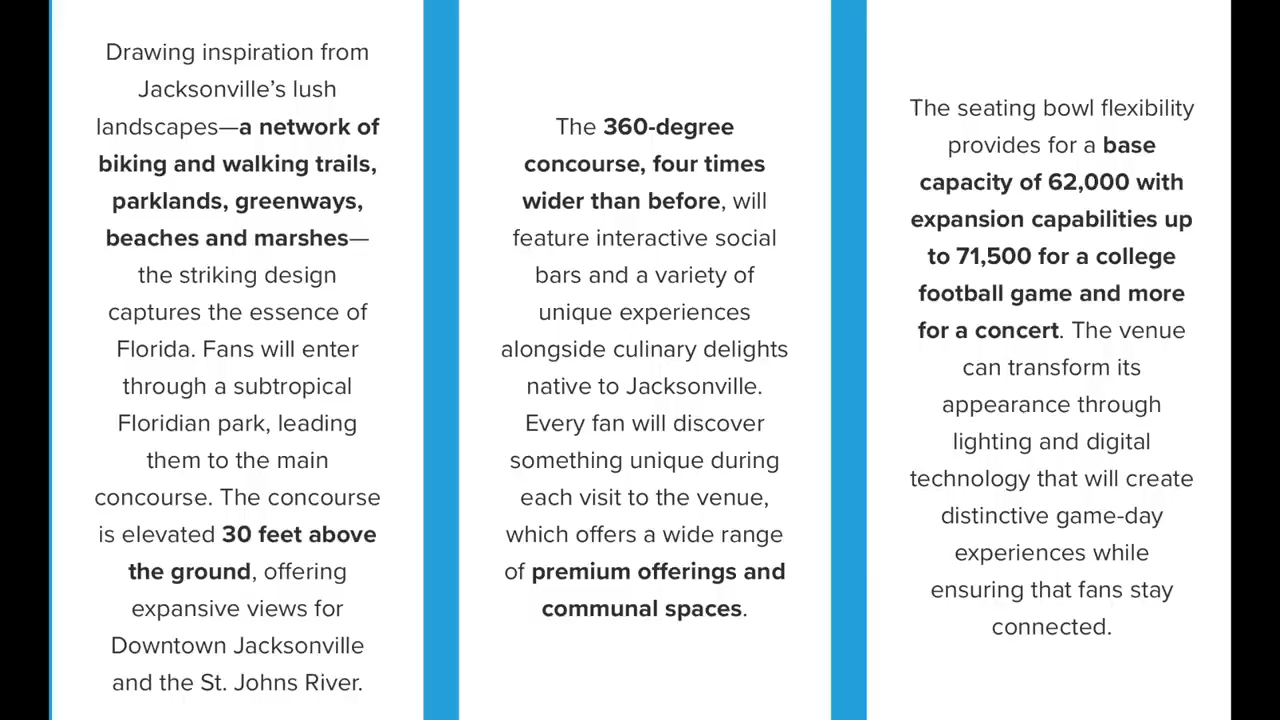 Drawing inspiration from
Jacksonville’s lush
landscapes—a network of
biking and walking trails,
parklands, greenways,
beaches and marshes—
the striking design
captures the essence of
Florida. Fans will enter
through a subtropical
Floridian park, leading
them to the main
concourse. The concourse
is elevated 30 feet above
the ground, offering
expansive views for
Downtown Jacksonville
and the St. Johns River.
The 360-degree
concourse, four times
wider than before, will
feature interactive social
bars and a variety of
unique experiences
alongside culinary delights
native to Jacksonville.
Every fan will discover
something unique during
each visit to the venue,
which offers a wide range
of premium offerings and
communal spaces.
The seating bowl flexibility
provides for a base
capacity of 62,000 with
expansion capabilities up
to 71,500 for a college
football game and more
for a concert. The venue
can transform its
appearance through
lighting and digital
technology that will create
distinctive game-day
experiences while
ensuring that fans stay
connected.